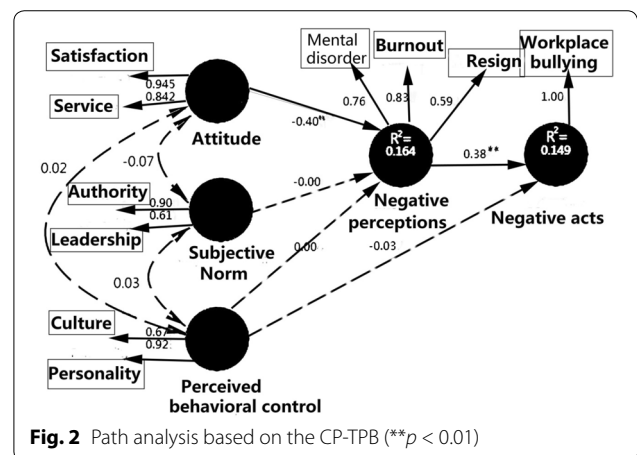 Satisfaction
0.945
0.842
Service
Attitude
Mental
disorder
Burnout
Resign
Workplace
bullying
0.76
0.83
0.59
1.00
-0.40**
R²=
0.164
0.38**
R²=
0.149
0.02
-0.07
Authority
0.90
0.61
Leadership
Subjective
Norm
-0.00
Negative
perceptions
Negative acts
0.03
0.00
-0.03
Culture
0.67
0.92
Personality
Perceived
behavioral control
Fig. 2 Path analysis based on the CP-TPB (**p < 0.01)